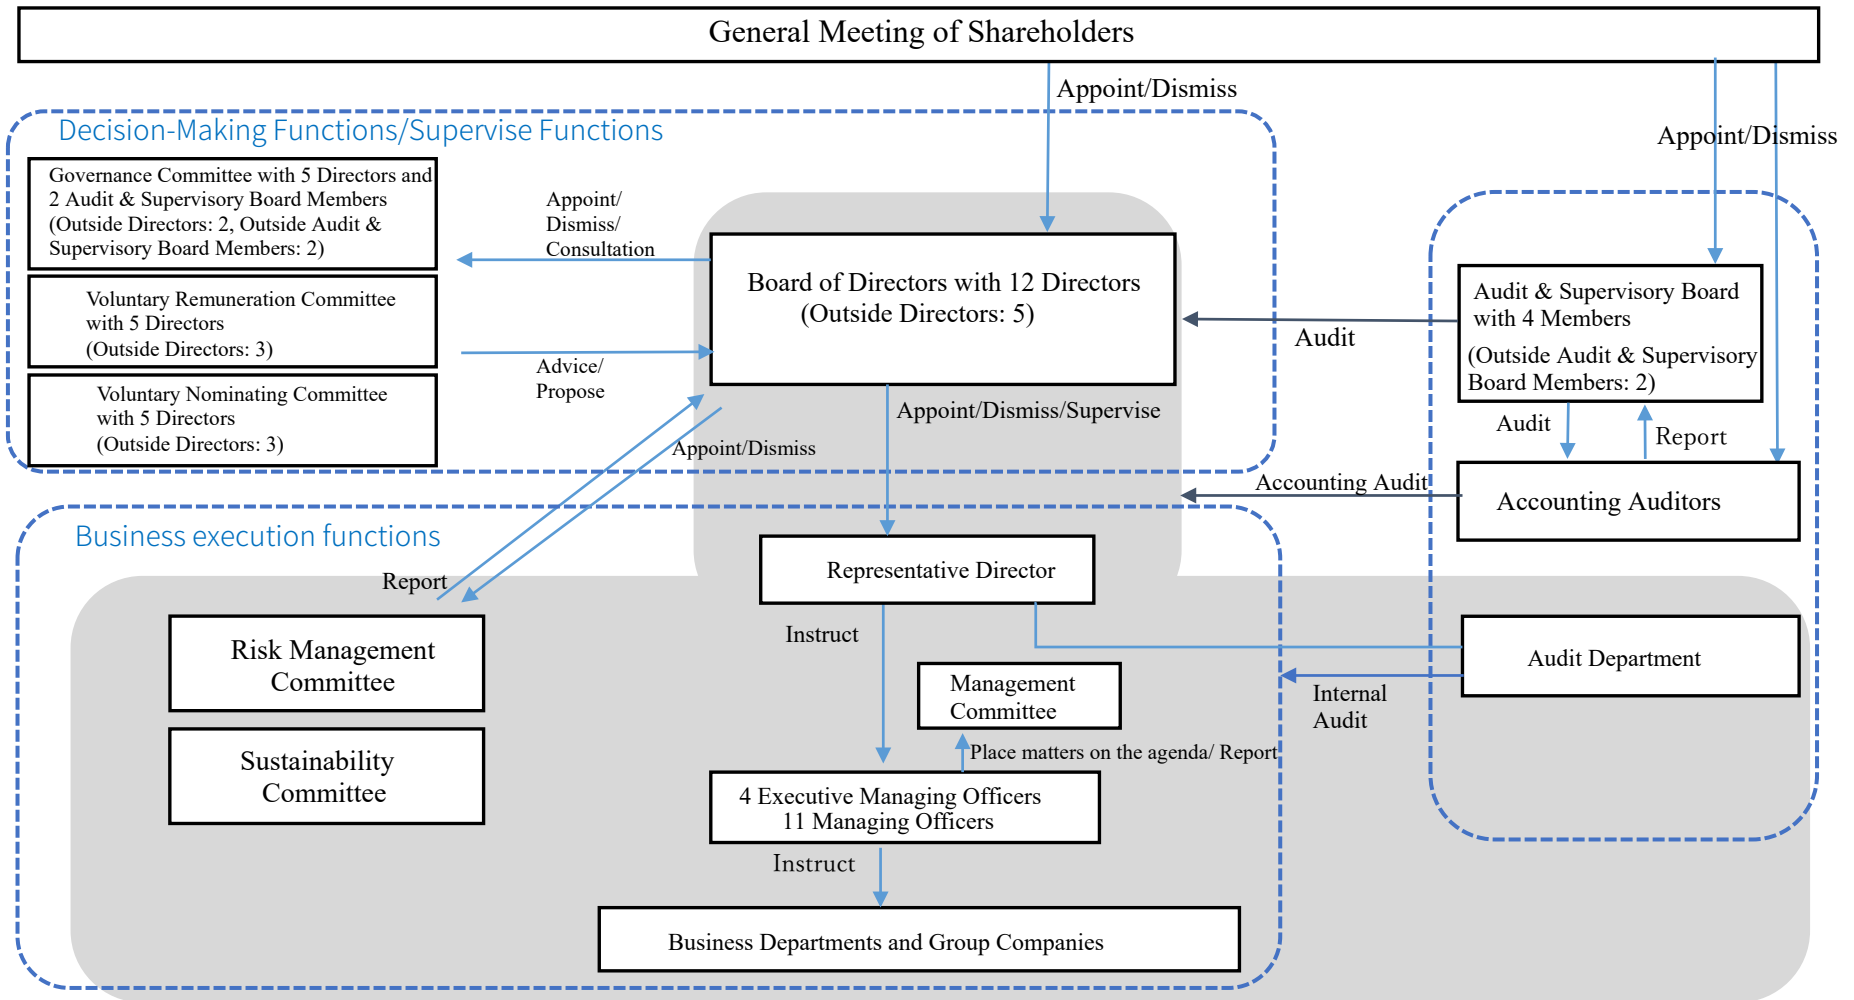 General Meeting of Shareholders
Appoint/Dismiss
Appoint/Dismiss
Decision-Making Functions/Supervise Functions
Governance Committee with 5 Directors and
2 Audit & Supervisory Board Members
(Outside Directors: 2, Outside Audit &
Supervisory Board Members: 2)
Appoint/
Dismiss/
Consultation
Voluntary Remuneration Committee
with 5 Directors
(Outside Directors: 3)
Advice/
Propose
Voluntary Nominating Committee
with 5 Directors
(Outside Directors: 3)
Board of Directors with 12 Directors
(Outside Directors: 5)
Audit
Audit & Supervisory Board
with 4 Members
(Outside Audit & Supervisory
Board Members: 2)
Appoint/Dismiss/Supervise
Appoint/Dismiss
Audit
Report
Accounting Audit
Accounting Auditors
Business execution functions
Report
Representative Director
Instruct
Risk Management
Committee
Sustainability
Committee
Management
Committee
Place matters on the agenda/ Report
Internal
Audit
Audit Department
4 Executive Managing Officers
11 Managing Officers
Instruct
Business Departments and Group Companies